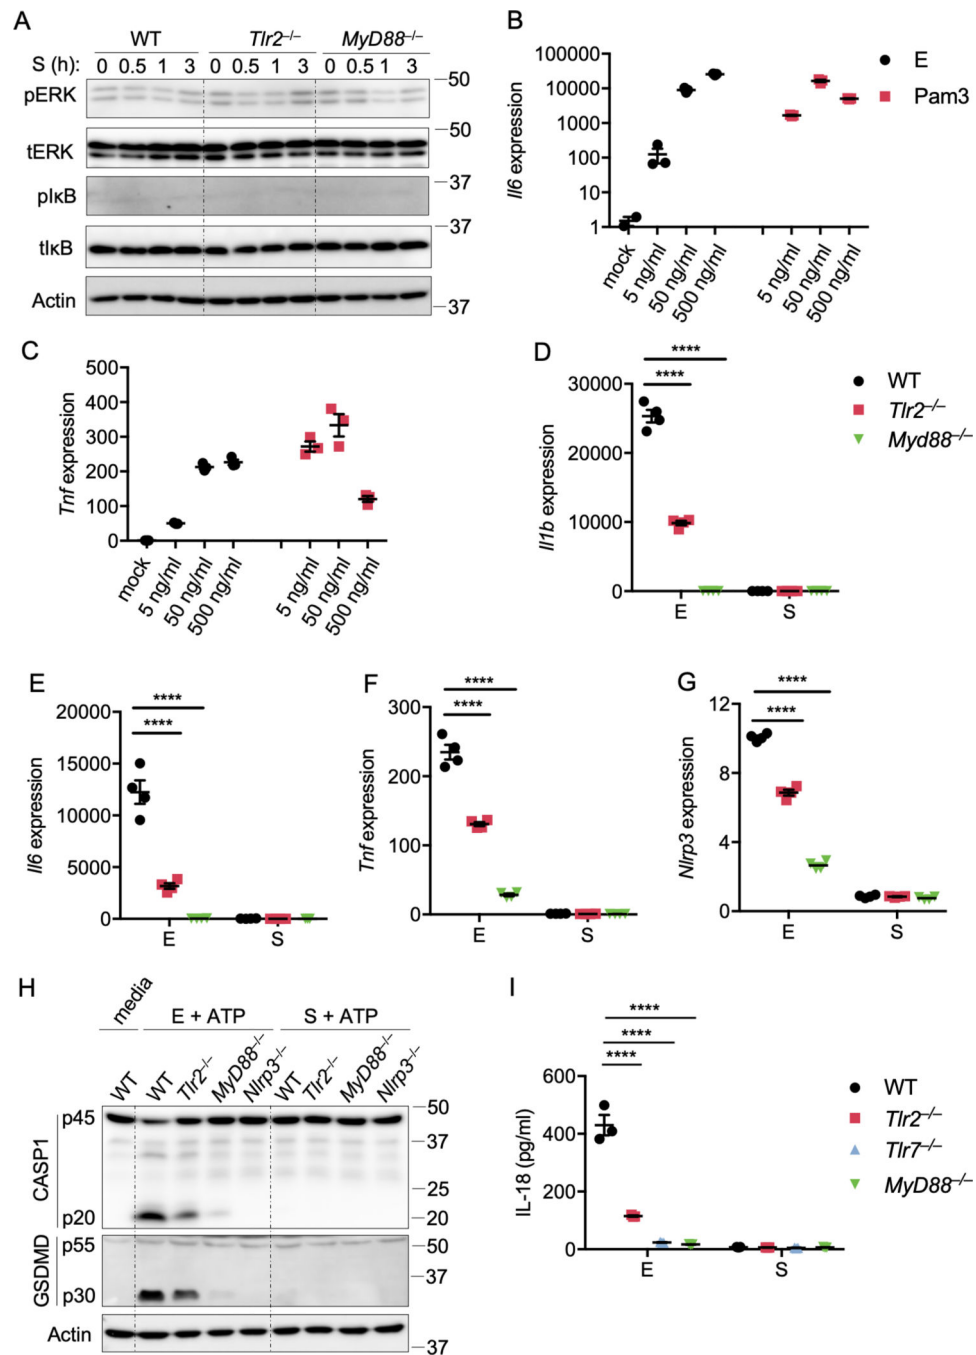 A
WT Tlr2–/– MyD88–/–
S (h): 0 0.5 1 3 0 0.5 1 3 0 0.5 1 3
pERK
50
tERK
50
pIκB
37
tIκB
37
Actin
37
B
Il6 expression
100000
10000
1000
100
10
1
mock
5 ng/ml
50 ng/ml
500 ng/ml
5 ng/ml
50 ng/ml
500 ng/ml
E
Pam3
C
Tnf expression
500
400
300
200
100
0
mock
5 ng/ml
50 ng/ml
500 ng/ml
5 ng/ml
50 ng/ml
500 ng/ml
D
Il1b expression
30000
20000
10000
0
****
****
E S
WT
Tlr2–/–
Myd88–/–
E
Il6 expression
20000
15000
10000
5000
0
****
****
E S
F
Tnf expression
300
200
100
0
****
****
E S
G
Nlrp3 expression
12
8
4
0
****
****
E S
H
media E + ATP S + ATP
WT WT Tlr2–/– MyD88–/– Nlrp3–/– WT Tlr2–/– MyD88–/– Nlrp3–/–
CASP1
p45
p20
50
37
25
20
GSDMD
p55
p30
50
37
Actin
37
I
IL-18 (pg/ml)
600
400
200
0
****
****
****
E S
WT
Tlr2–/–
Tlr7–/–
MyD88–/–